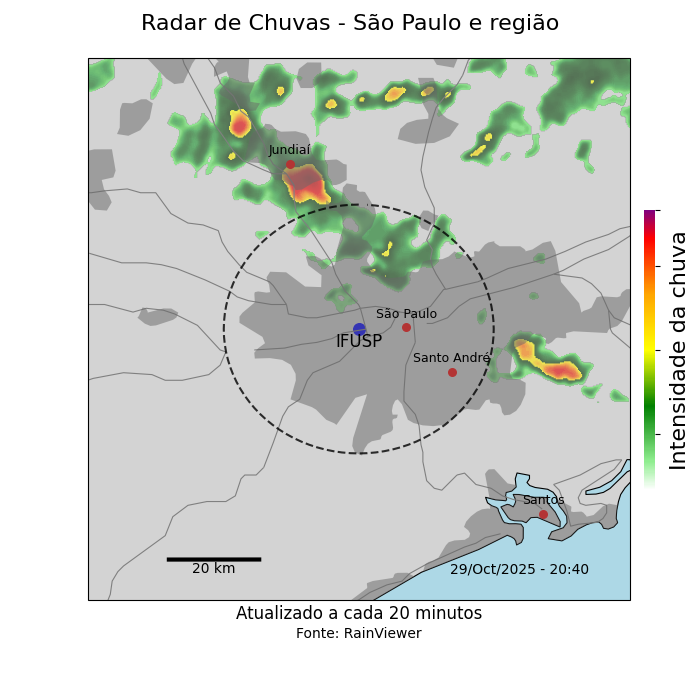 Radar de Chuvas - São Paulo e região
Jundiaí
São Paulo
IFUSP
Santo André
Santos
20 km
29/Oct/2025 - 20:40
Intensidade da chuva
Atualizado a cada 20 minutos
Fonte: RainViewer